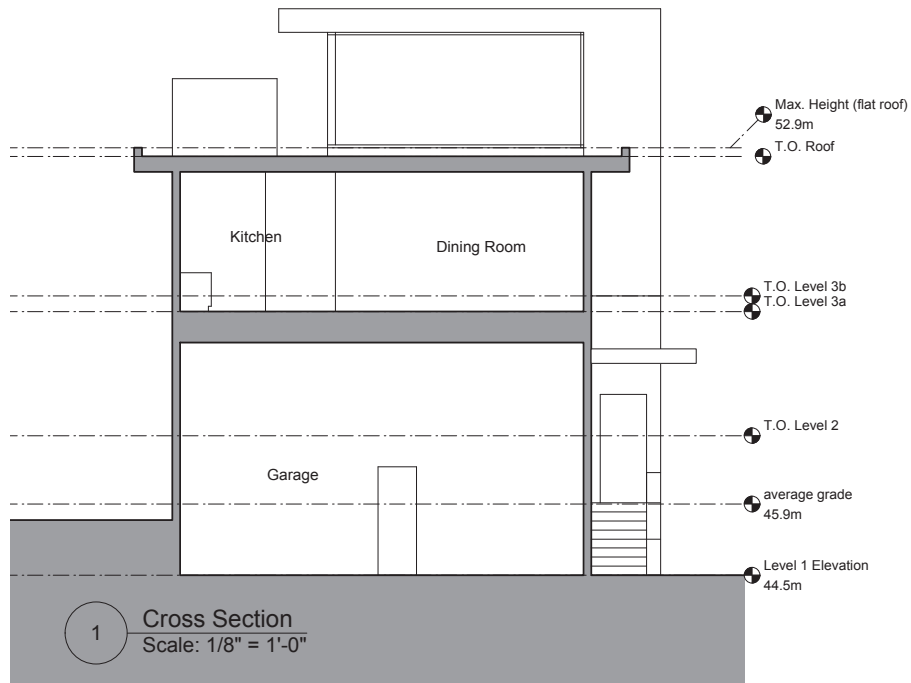 Max. Height (flat roof)
52.9m
T.O. Roof
Kitchen
Dining Room
T.O. Level 3b
T.O. Level 3a
T.O. Level 2
Garage
average grade
45.9m
Level 1 Elevation
44.5m
1
Cross Section
Scale: 1/8" = 1'-0"